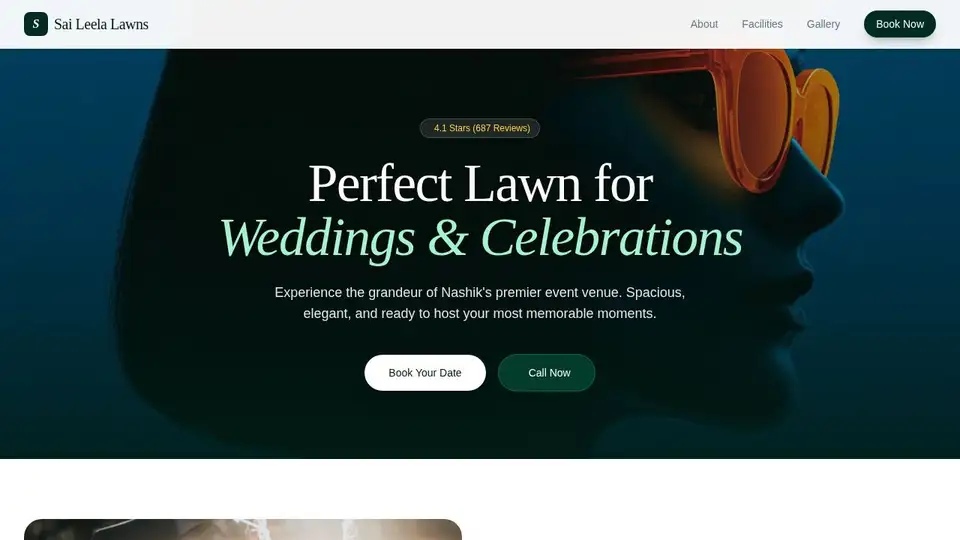 S
Sai Leela Lawns
About
Facilities
Gallery
Book Now
4.1 Stars (687 Reviews)
Perfect Lawn for
Weddings & Celebrations
Experience the grandeur of Nashik's premier event venue. Spacious,
elegant, and ready to host your most memorable moments.
Book Your Date
Call Now